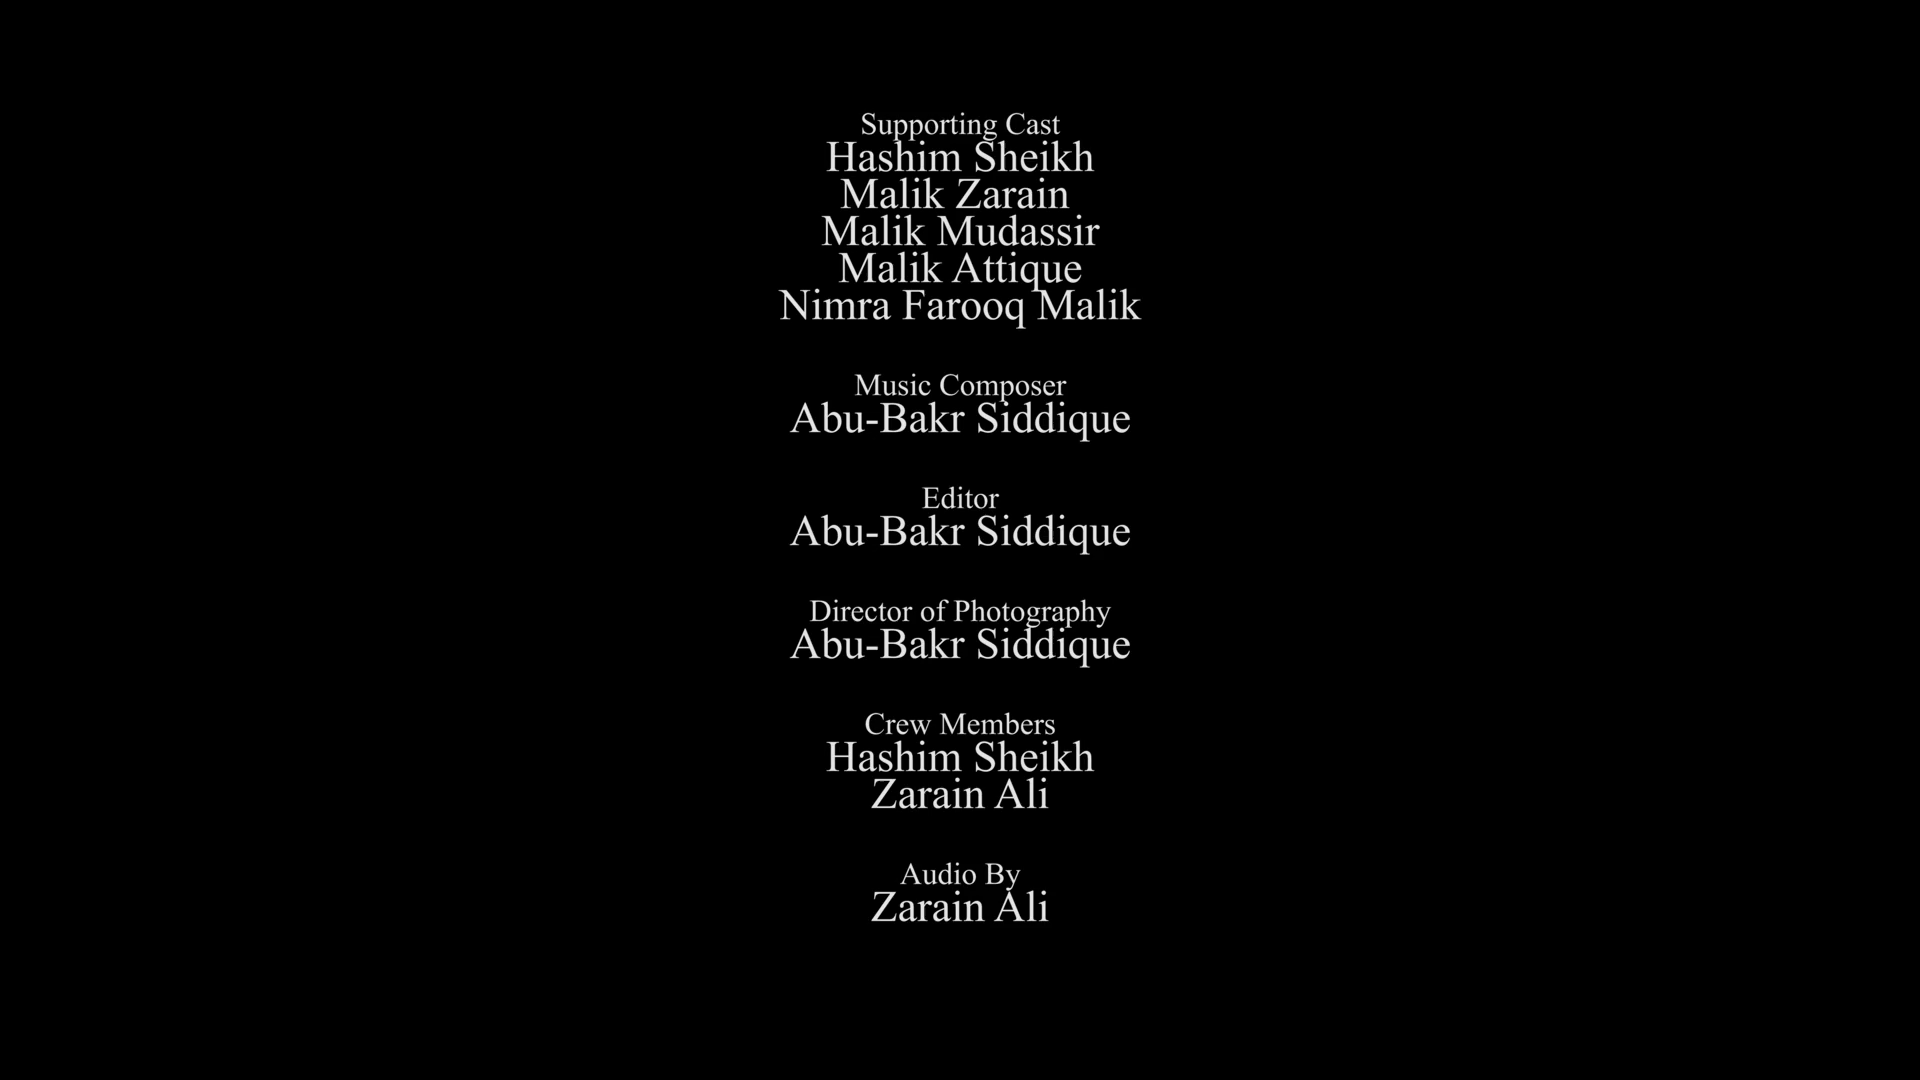 Supporting Cast
Hashim Sheikh
Malik Zarain
Malik Mudassir
Malik Attique
Nimra Farooq Malik
Music Composer
Abu-Bakr Siddique
Editor
Abu-Bakr Siddique
Director of Photography
Abu-Bakr Siddique
Crew Members
Hashim Sheikh
Zarain Ali
Audio By
Zarain Ali